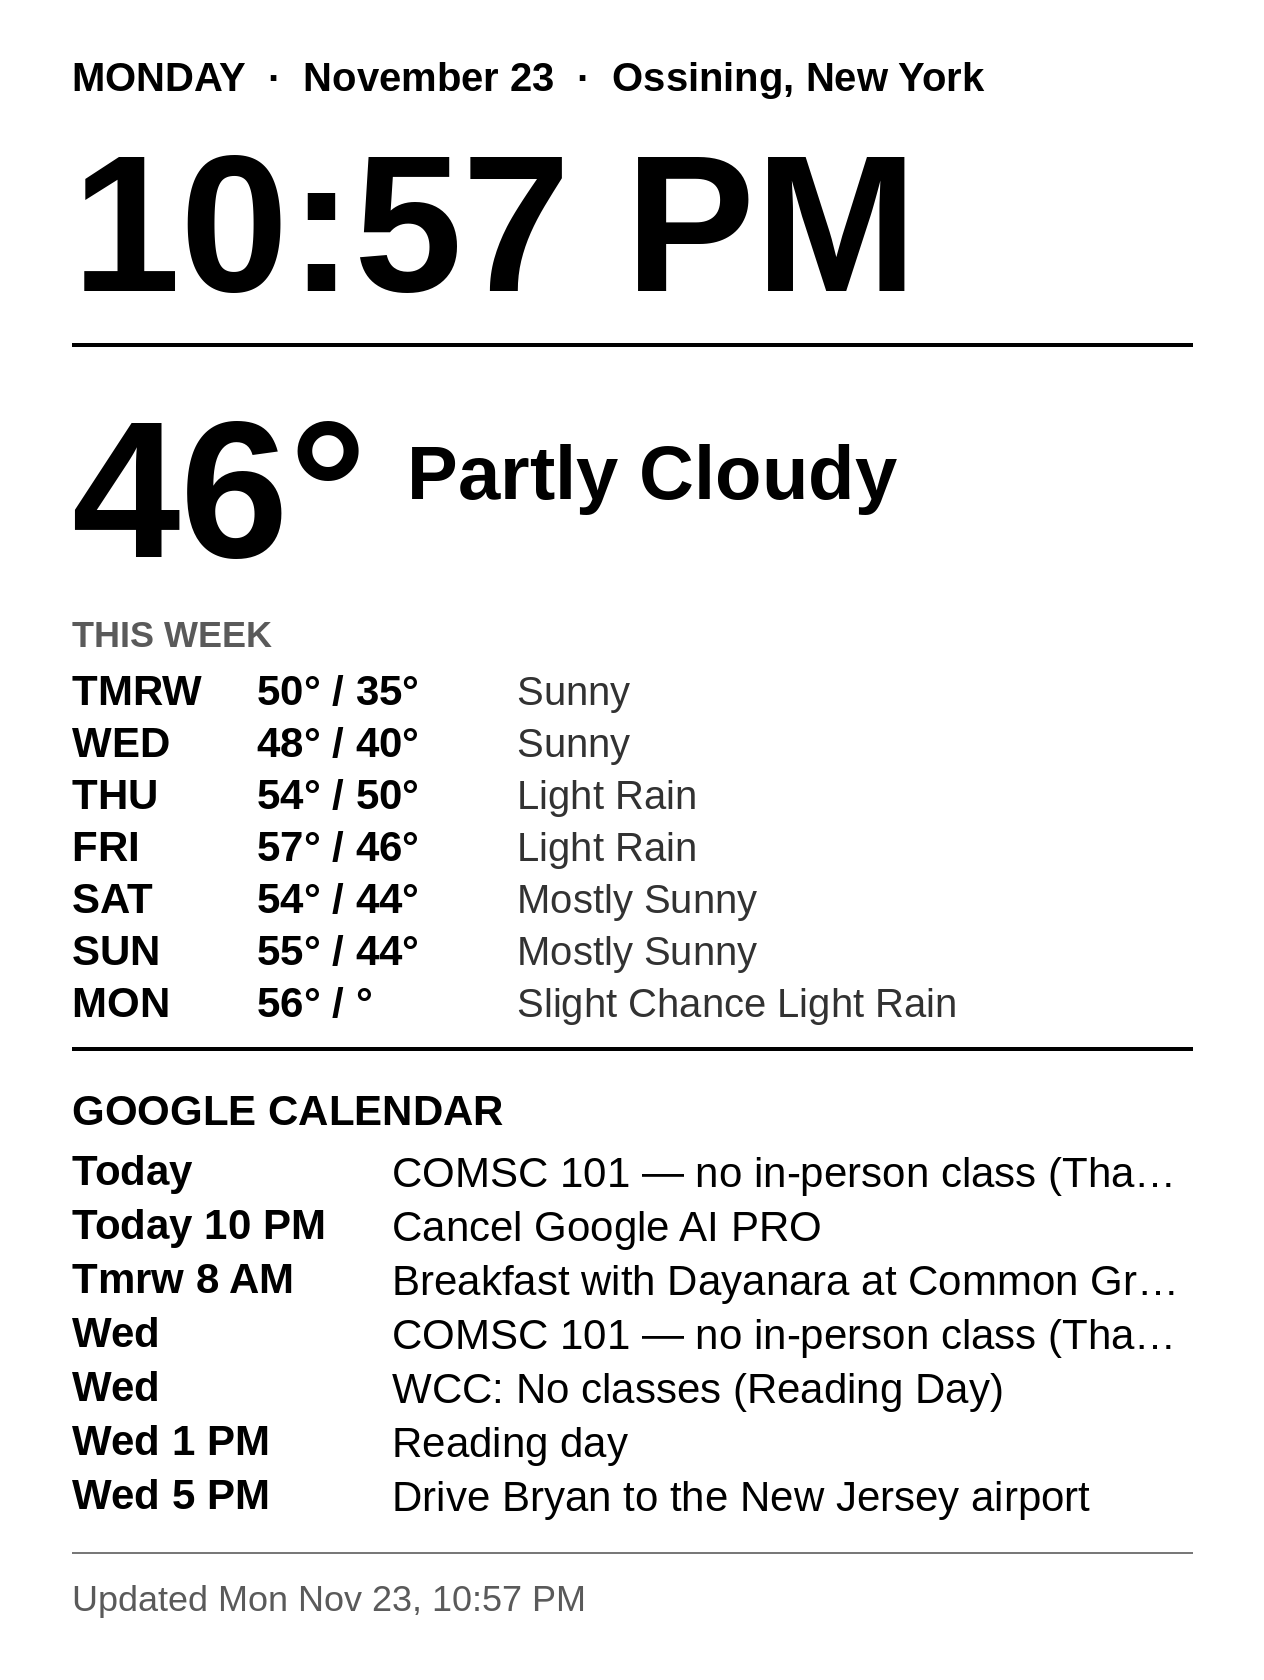 MONDAY · November 23 · Ossining, New York
10:57 PM
46° Partly Cloudy
THIS WEEK
TMRW 50° / 35° Sunny
WED 48° / 40° Sunny
THU 54° / 50° Light Rain
FRI 57° / 46° Light Rain
SAT 54° / 44° Mostly Sunny
SUN 55° / 44° Mostly Sunny
MON 56° / ° Slight Chance Light Rain
GOOGLE CALENDAR
Today COMSC 101 — no in-person class (Tha…
Today 10 PM Cancel Google AI PRO
Tmrw 8 AM Breakfast with Dayanara at Common Gr…
Wed COMSC 101 — no in-person class (Tha…
Wed WCC: No classes (Reading Day)
Wed 1 PM Reading day
Wed 5 PM Drive Bryan to the New Jersey airport
Updated Mon Nov 23, 10:57 PM